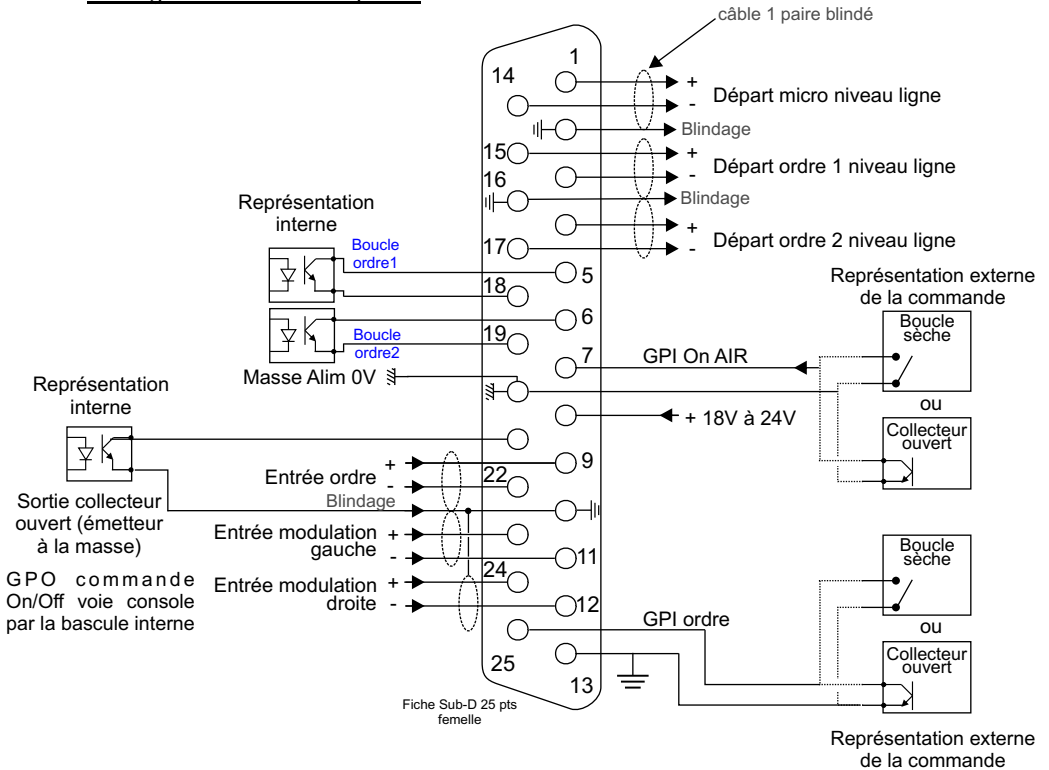 câble 1 paire blindé
1
14
+
-
Départ micro niveau ligne
Blindage
15
+
-
Départ ordre 1 niveau ligne
16
Blindage
+
-
Départ ordre 2 niveau ligne
17
Représentation
interne
Boucle
ordre1
5
18
6
Boucle
ordre2
19
7
Masse Alim 0V
GPI On AIR
+ 18V à 24V
Représentation externe
de la commande
Boucle
sèche
ou
Collecteur
ouvert
Représentation
interne
Sortie collecteur
ouvert (émetteur
à la masse)
GPO commande
On/Off voie console
par la bascule interne
9
Entrée ordre
+
-
22
Blindage
Entrée modulation
gauche
+
-
11
24
Entrée modulation
droite
+
-
12
GPI ordre
25
13
Boucle
sèche
ou
Collecteur
ouvert
Représentation externe
de la commande
Fiche Sub-D 25 pts
femelle